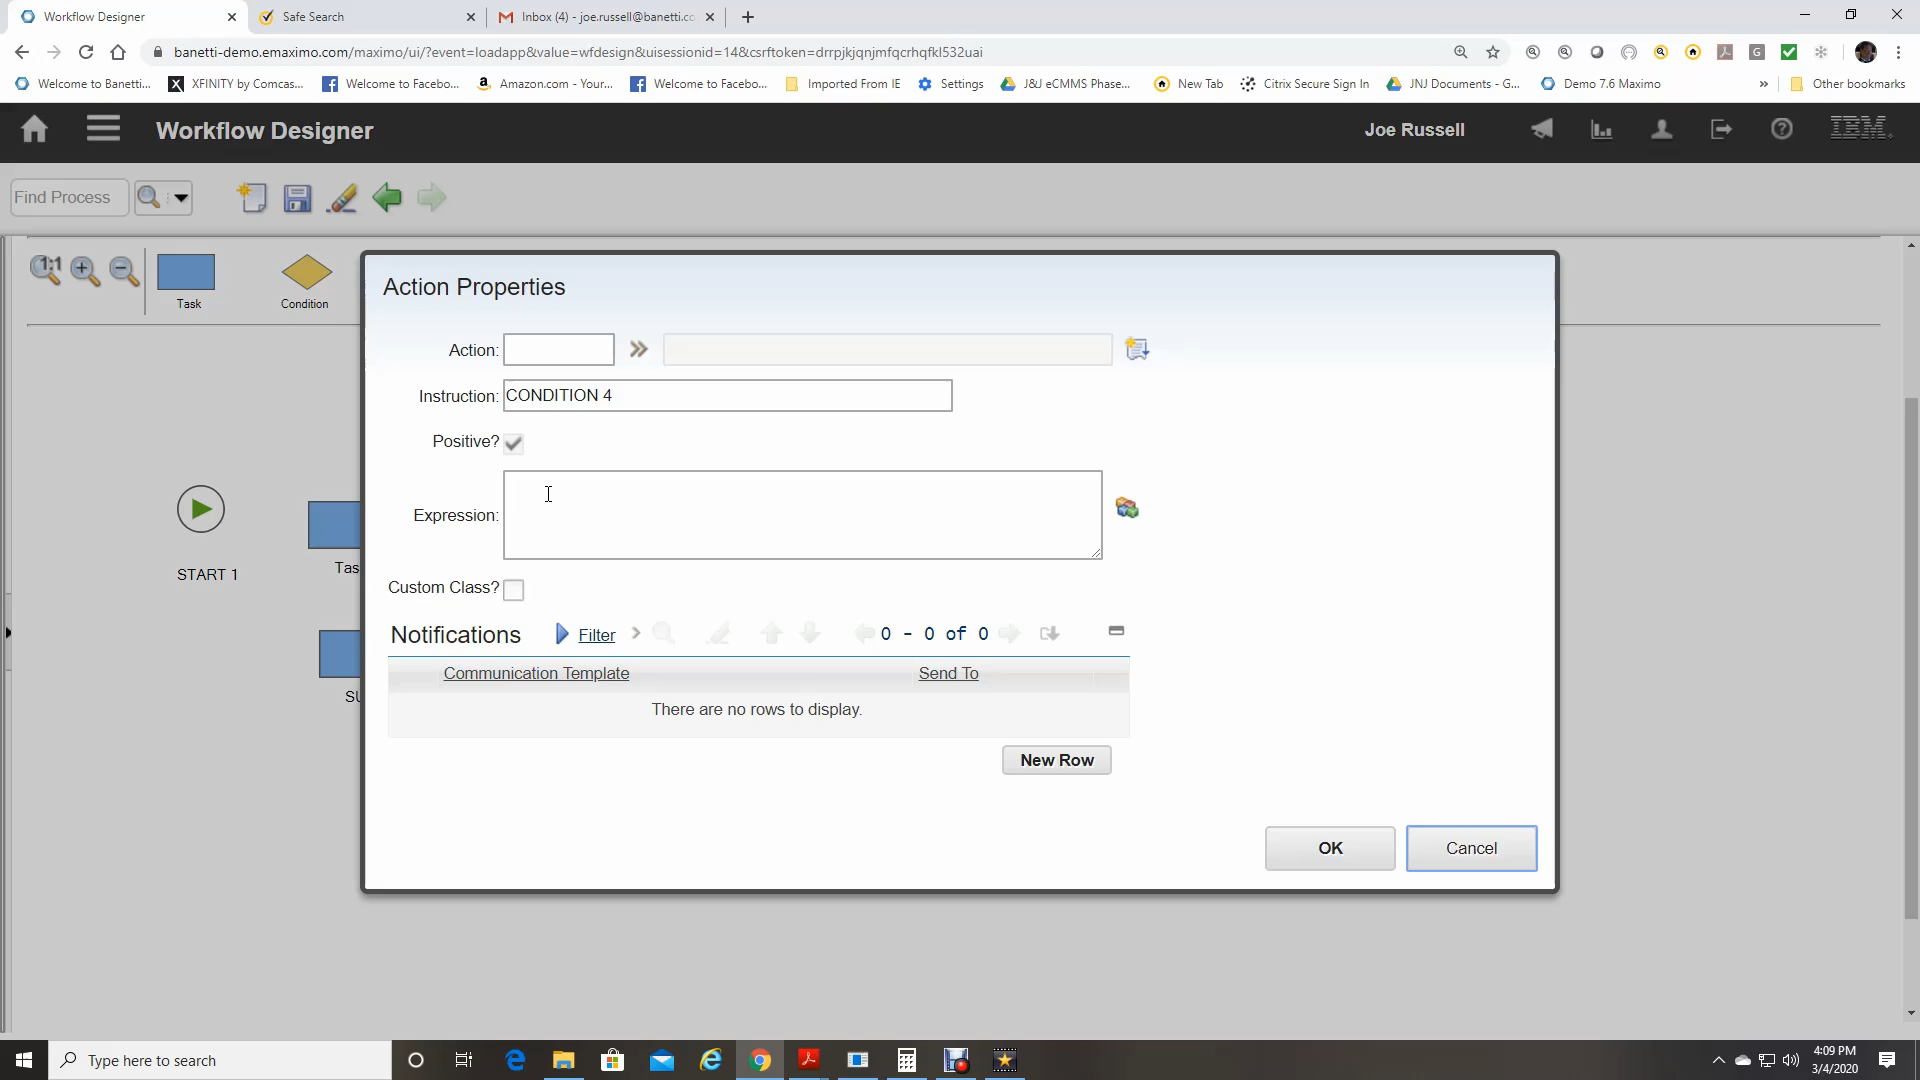 Workflow Designer
Safe Search
Inbox (4) - joe.russell@banetti.co
banetti-demo.emaximo.com/maximo/ui/?event=loadapp&value=wfdesign&uisessionid=14&csrftoken=drrpjkjqnjmfqcrhqfkl532uai
Welcome to Banetti...
XFINITY by Comcas...
Welcome to Facebo...
Amazon.com - Your...
Welcome to Facebo...
Imported From IE
Settings
J&J eCMMS Phase...
New Tab
Citrix Secure Sign In
JNJ Documents - G...
Demo 7.6 Maximo
»
Other bookmarks
Workflow Designer
Joe Russell
IBM
Find Process
1:1
Task
Condition
Action Properties
Action:
Instruction: CONDITION 4
Positive?
Expression:
START 1
Tas
SU
Custom Class?
Notifications
Filter
0 - 0 of 0
Communication Template
Send To
There are no rows to display.
New Row
OK
Cancel
Type here to search
4:09 PM
3/4/2020